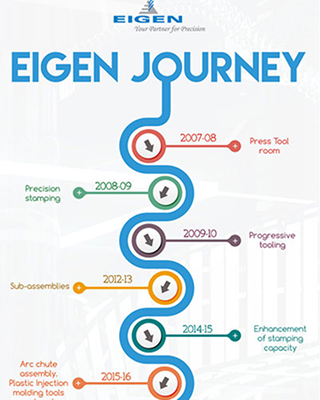 EIGEN
Your Partner for Precision
EIGEN JOURNEY
2007-08
Press Tool
room
Precision
stamping
2008-09
2009-10
Progressive
tooling
Sub-assemblies
2012-13
2014-15
Enhancement
of stamping
capacity
Arc chute
assembly.
Plastic Injection
molding tools
2015-16